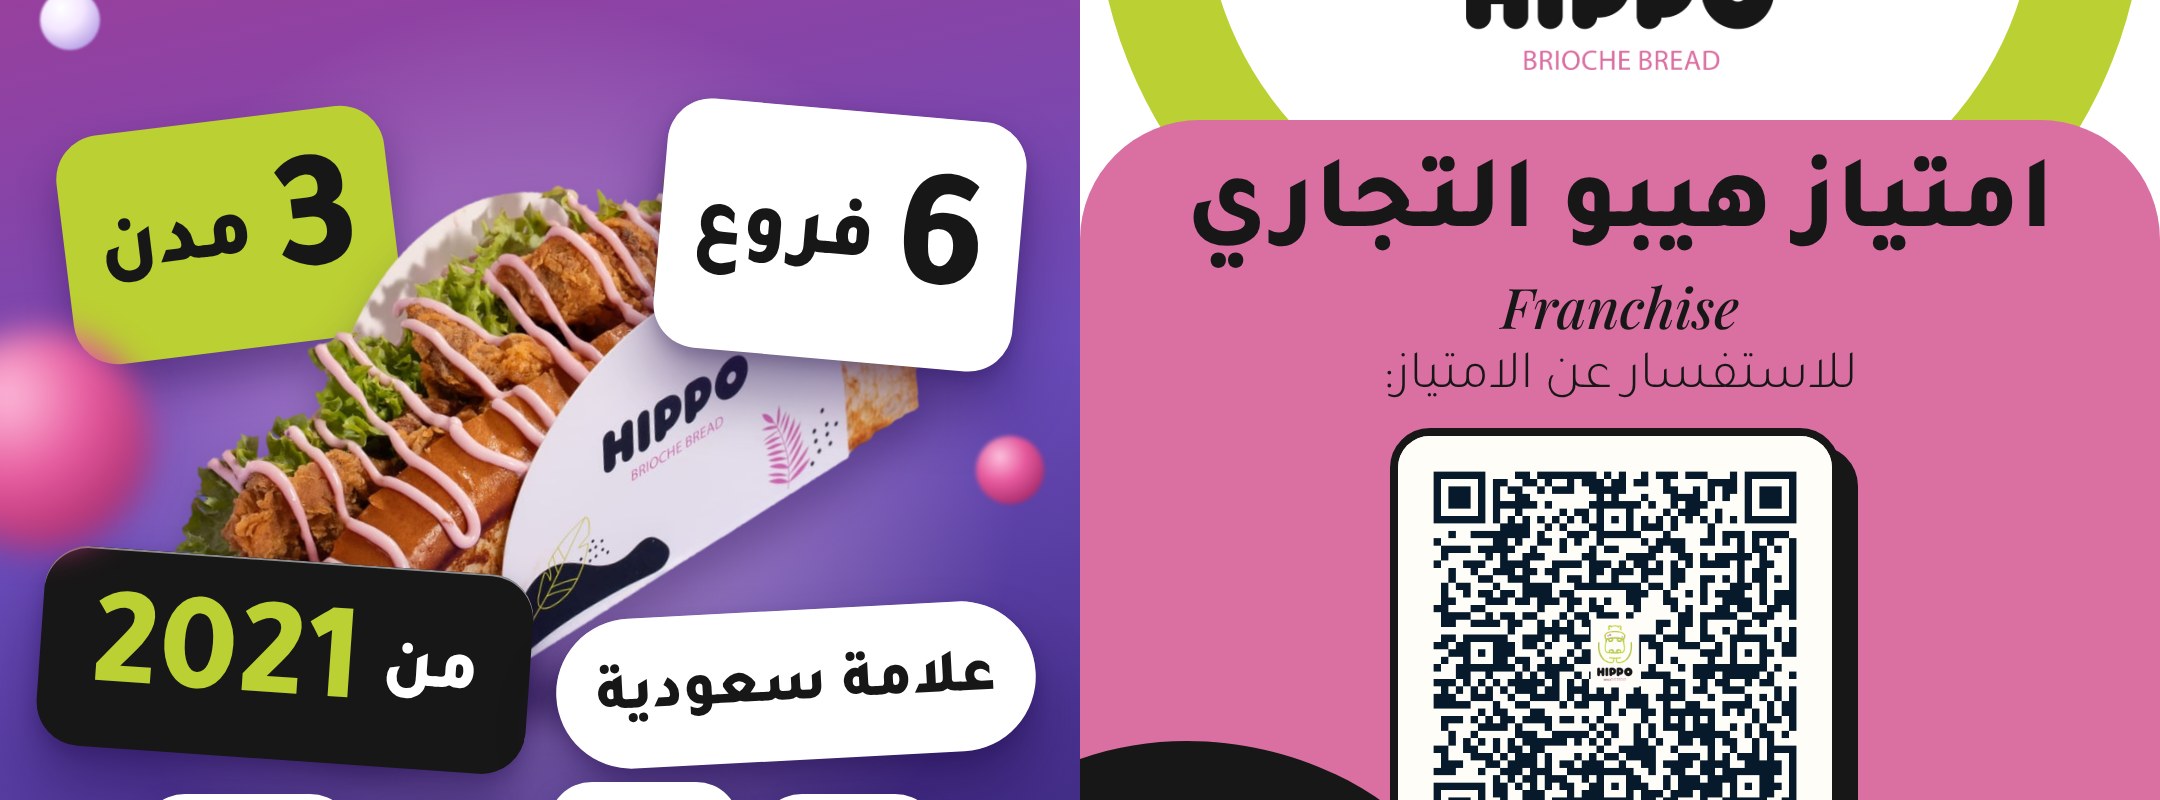 6 فروع
3 مدن
HIPPO
BRIOCHE BREAD
من 2021
علامة سعودية
HIPPO
BRIOCHE BREAD
امتياز هيبو التجاري
Franchise
للاستفسار عن الامتياز:
HIPPO